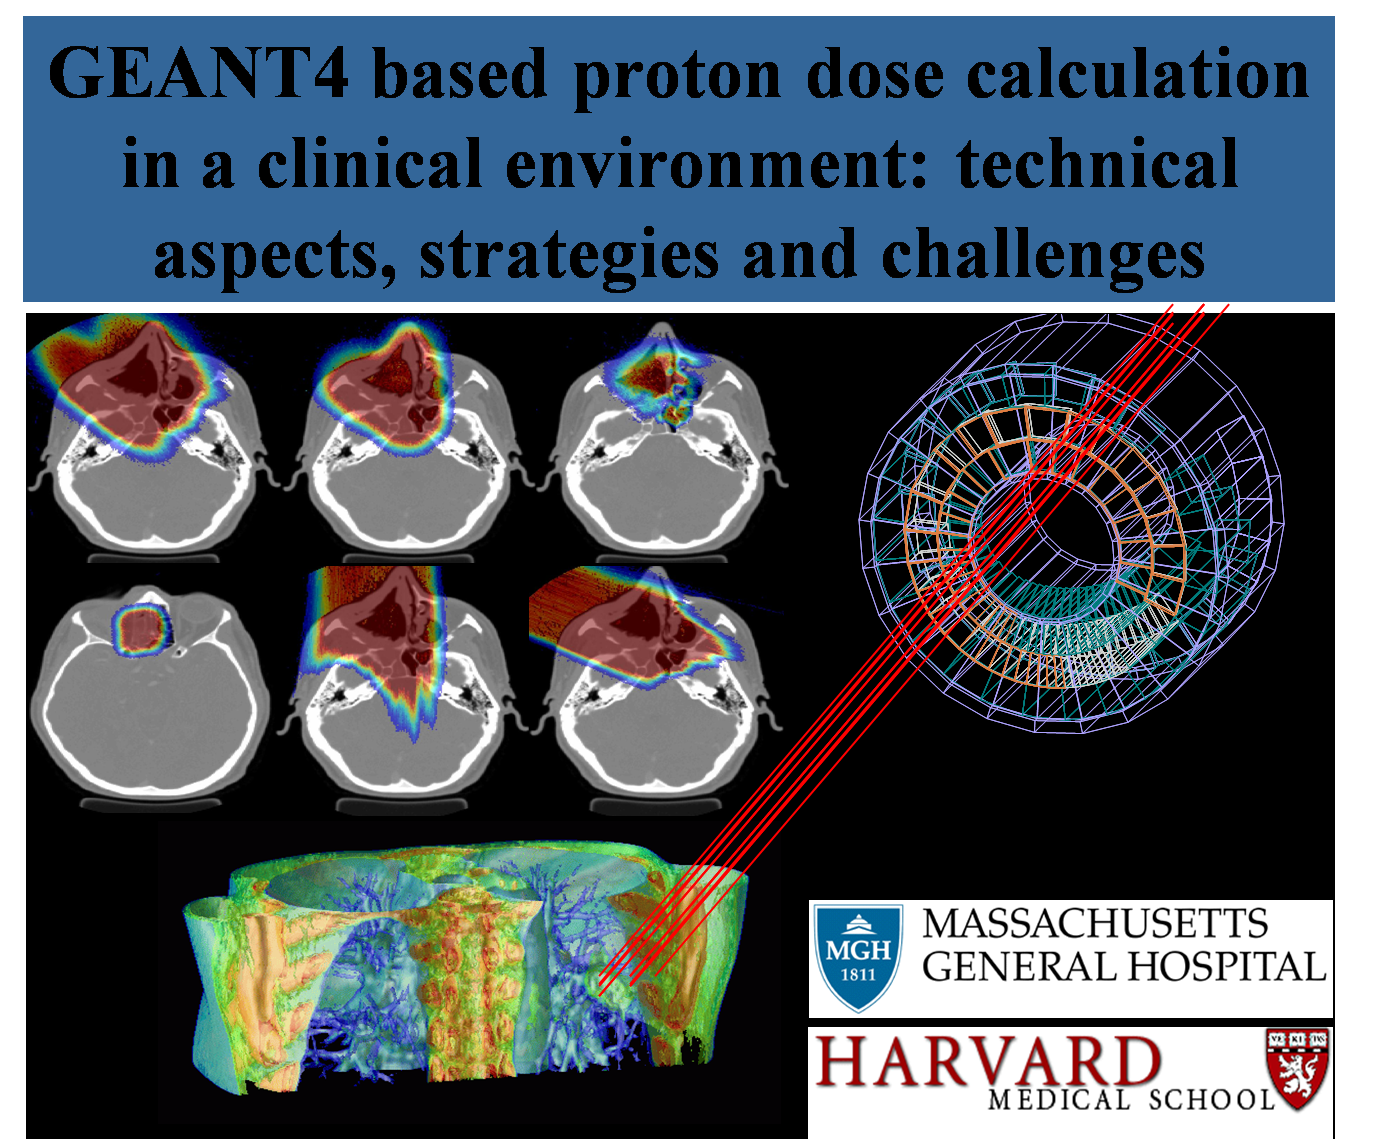 GEANT4 based proton dose calculation
in a clinical environment: technical
aspects, strategies and challenges
MGH
1811
MASSACHUSETTS
GENERAL HOSPITAL
HARVARD
MEDICAL SCHOOL